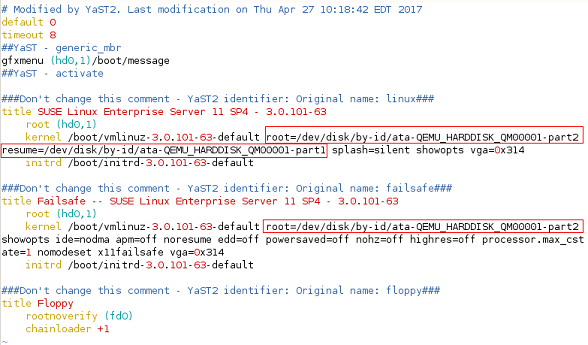 # Modified by YaST2. Last modification on Thu Apr 27 10:18:42 EDT 2017
default 0
timeout 8
##YaST - generic_mbr
gfxmenu (hd0,1)/boot/message
##YaST - activate
###Don't change this comment - YaST2 identifier: Original name: linux###
title SUSE Linux Enterprise Server 11 SP4 - 3.0.101-63
root (hd0,1)
kernel /boot/vmlinuz-3.0.101-63-default root=/dev/disk/by-id/ata-QEMU_HARDDISK_QM00001-part2
resume=/dev/disk/by-id/ata-QEMU_HARDDISK_QM00001-part1 splash=silent showopts vga=0x314
initrd /boot/initrd-3.0.101-63-default
###Don't change this comment - YaST2 identifier: Original name: failsafe###
title Failsafe -- SUSE Linux Enterprise Server 11 SP4 - 3.0.101-63
root (hd0,1)
kernel /boot/vmlinuz-3.0.101-63-default root=/dev/disk/by-id/ata-QEMU_HARDDISK_QM00001-part2
showopts ide=nodma apm=off noresume edd=off powersaved=off nohz=off highres=off processor.max_cst
ate=1 nomodeset x11failsafe vga=0x314
initrd /boot/initrd-3.0.101-63-default
###Don't change this comment - YaST2 identifier: Original name: floppy###
title Floppy
rootnoverify (fd0)
chainloader +1
~